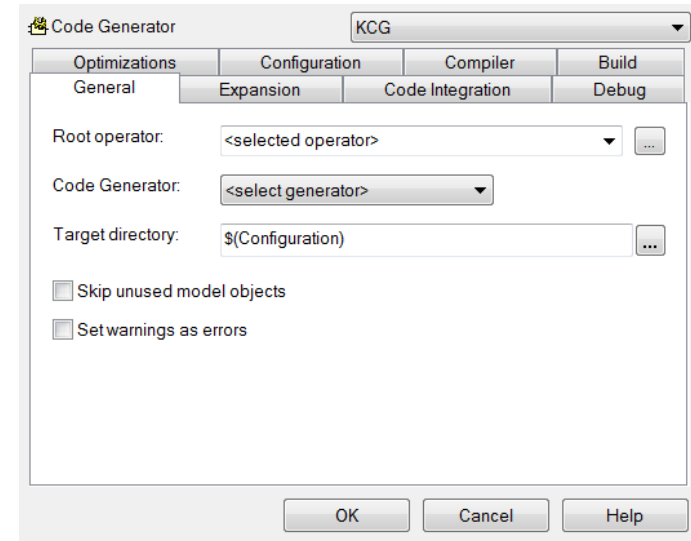 Code Generator KCG
Optimizations Configuration Compiler Build
General Expansion Code Integration Debug
Root operator: <selected operator> ...
Code Generator: <select generator>
Target directory: $(Configuration) ...
Skip unused model objects
Set warnings as errors
OK Cancel Help